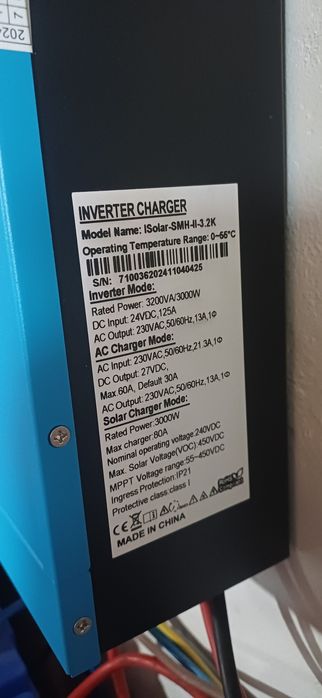 2024
INVERTER CHARGER
Model Name: ISolar-SMH-II-3.2K
Operating Temperature Range: 0~55°C
S/N: 710036202411040425
Inverter Mode:
Rated Power: 3200VA/3000W
DC Input: 24VDC,125A
AC Output: 230VAC,50/60Hz,13A,1Φ
AC Charger Mode:
AC Input: 230VAC,50/60Hz,21.3A,1Φ
DC Output: 27VDC,
Max.60A, Default 30A
AC Output: 230VAC,50/60Hz,13A,1Φ
Solar Charger Mode:
Rated Power:3000W
Max charger:80A
Nominal operating voltage:240VDC
Max. Solar Voltage(VOC):450VDC
MPPT Voltage range:55~450VDC
Ingress Protection:IP21
Protective class:class I
CE
RoHS
MADE IN CHINA